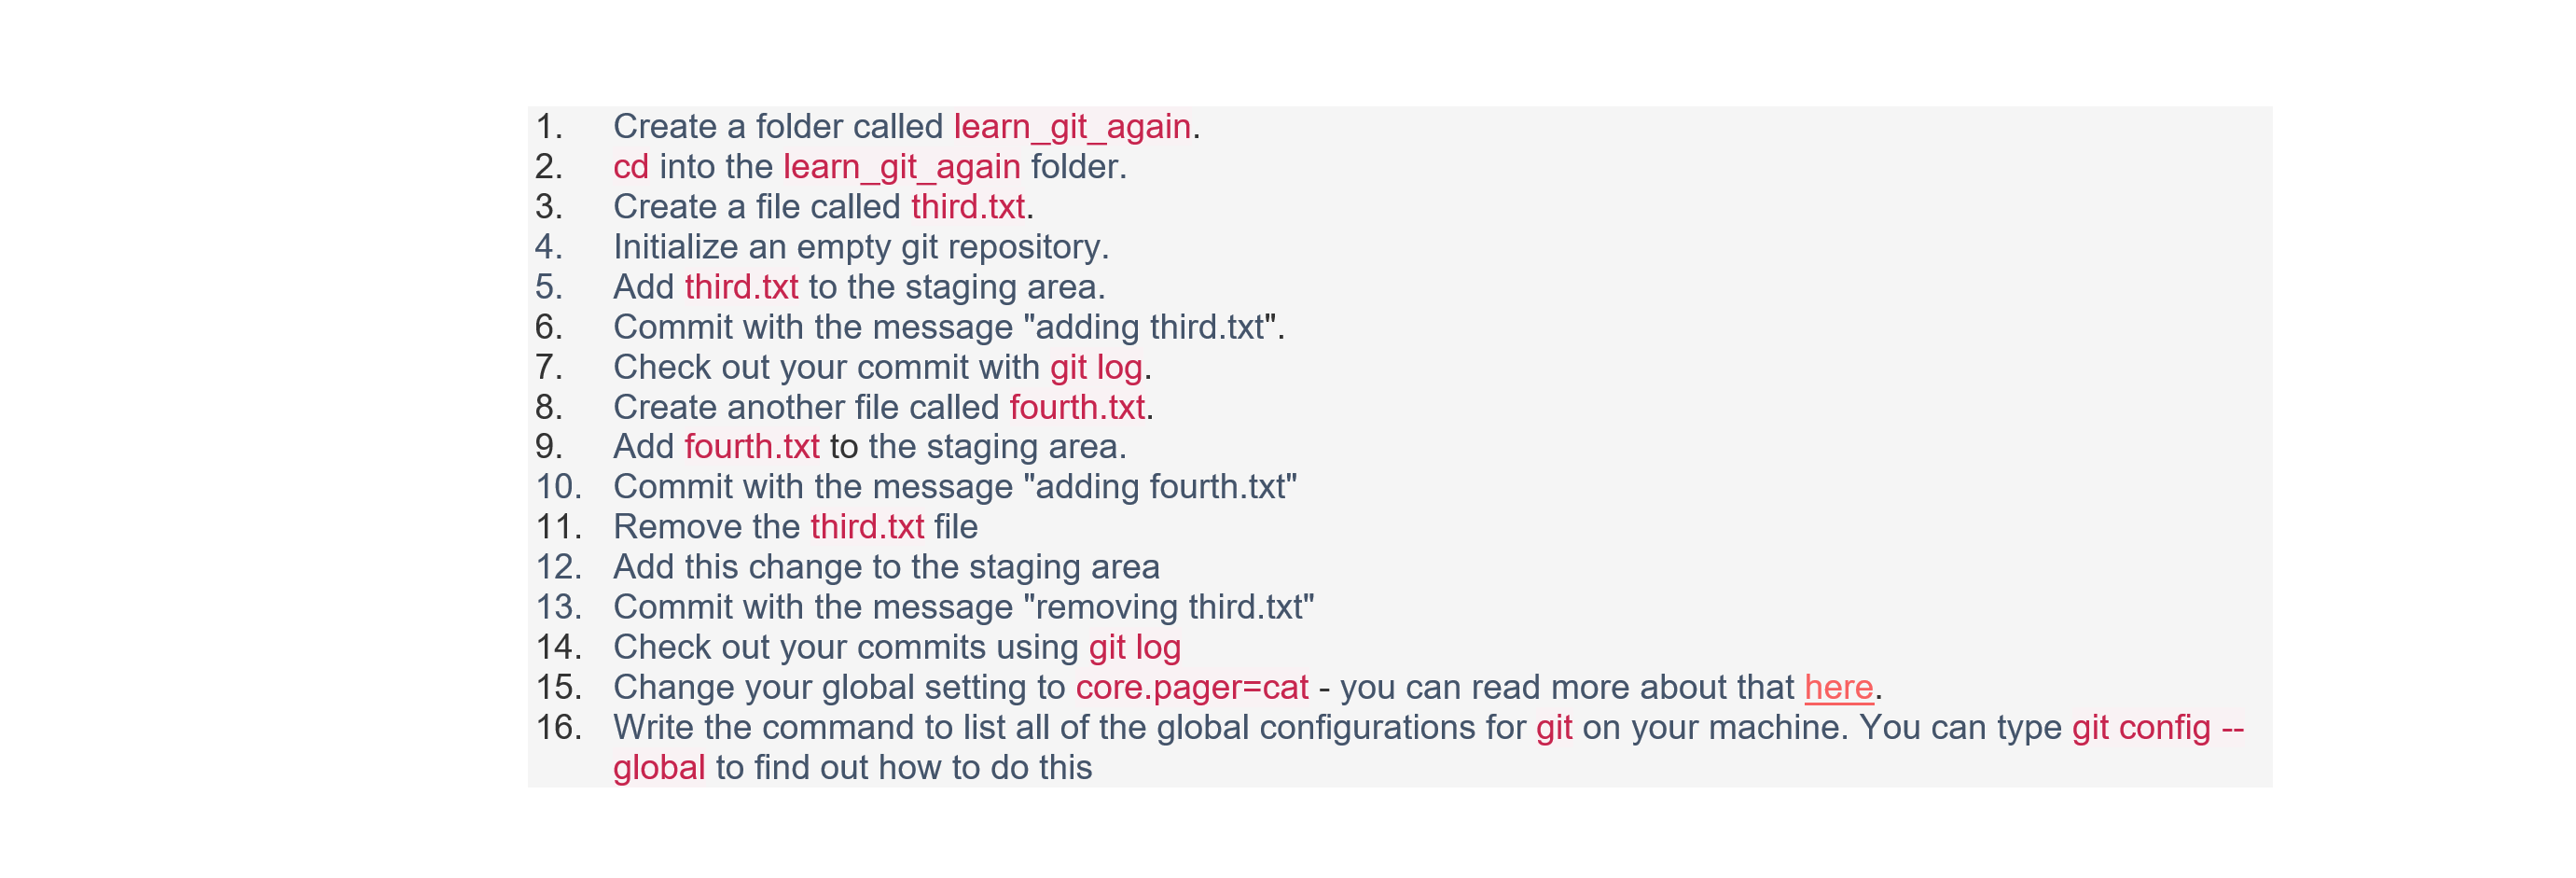 1. Create a folder called learn_git_again.
2. cd into the learn_git_again folder.
3. Create a file called third.txt.
4. Initialize an empty git repository.
5. Add third.txt to the staging area.
6. Commit with the message "adding third.txt".
7. Check out your commit with git log.
8. Create another file called fourth.txt.
9. Add fourth.txt to the staging area.
10. Commit with the message "adding fourth.txt"
11. Remove the third.txt file
12. Add this change to the staging area
13. Commit with the message "removing third.txt"
14. Check out your commits using git log
15. Change your global setting to core.pager=cat - you can read more about that here.
16. Write the command to list all of the global configurations for git on your machine. You can type git config --
global to find out how to do this